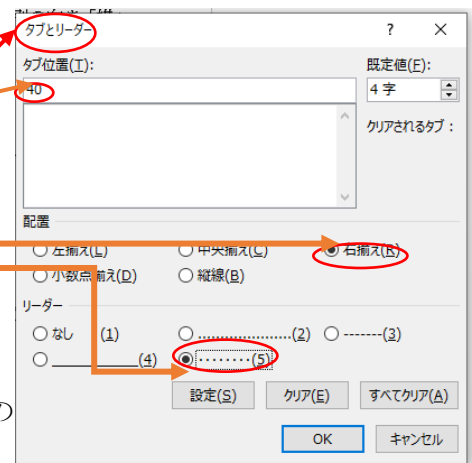 タブとリーダー ? ×
タブ位置(T): 既定値(F):
40 4 字
クリアされるタブ :
配置
左揃え(L) 中央揃え(C) 右揃え(R)
小数点揃え(D) 縦線(B)
リーダー
なし (1) .....................(2) -------(3)
___________(4) ········(5)
設定(S) クリア(E) すべてクリア(A)
の
OK キャンセル